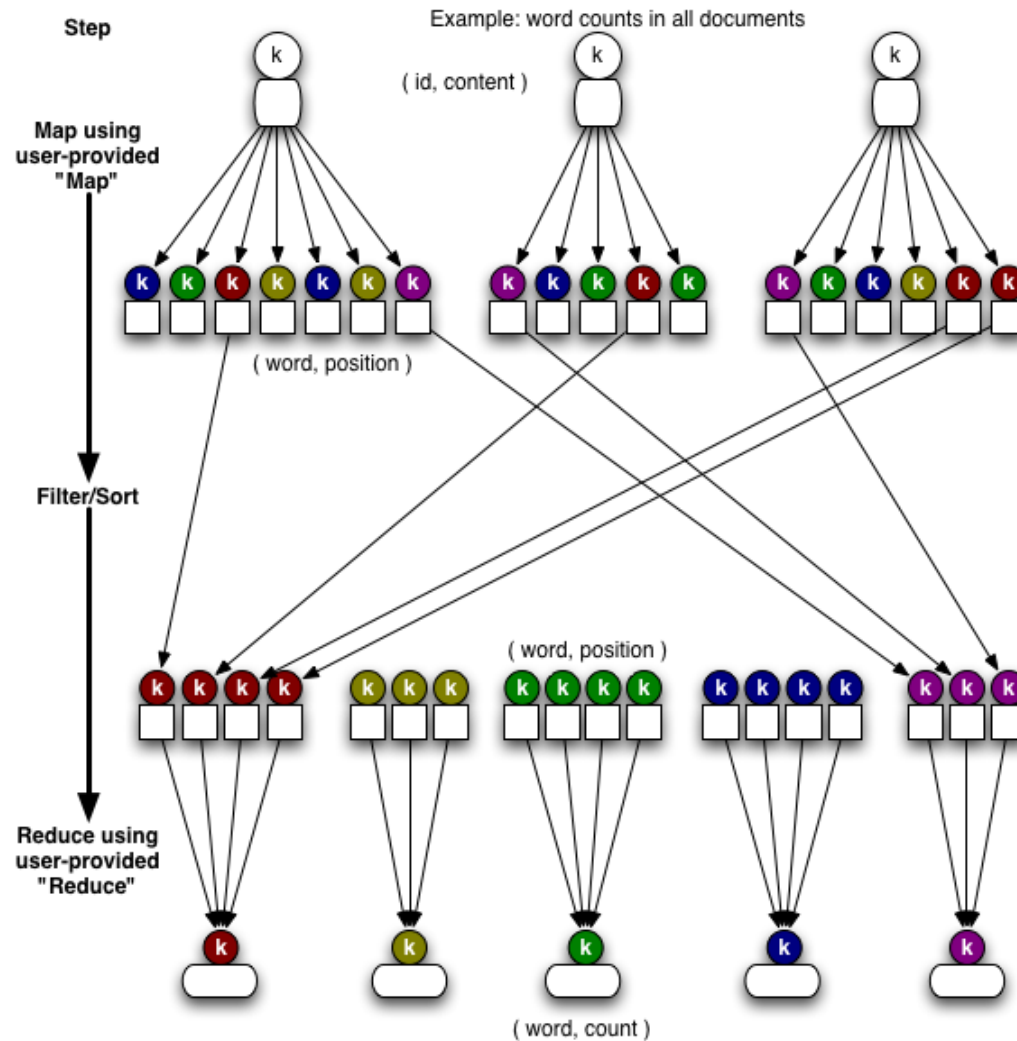 Step
Example: word counts in all documents
k k k
( id, content )
Map using
user-provided
"Map"
k k k k k k k k k k k k k k k k k k
( word, position )
Filter/Sort
( word, position )
k k k k k k k k k k k k k k k k k k
Reduce using
user-provided
"Reduce"
k k k k k
( word, count )